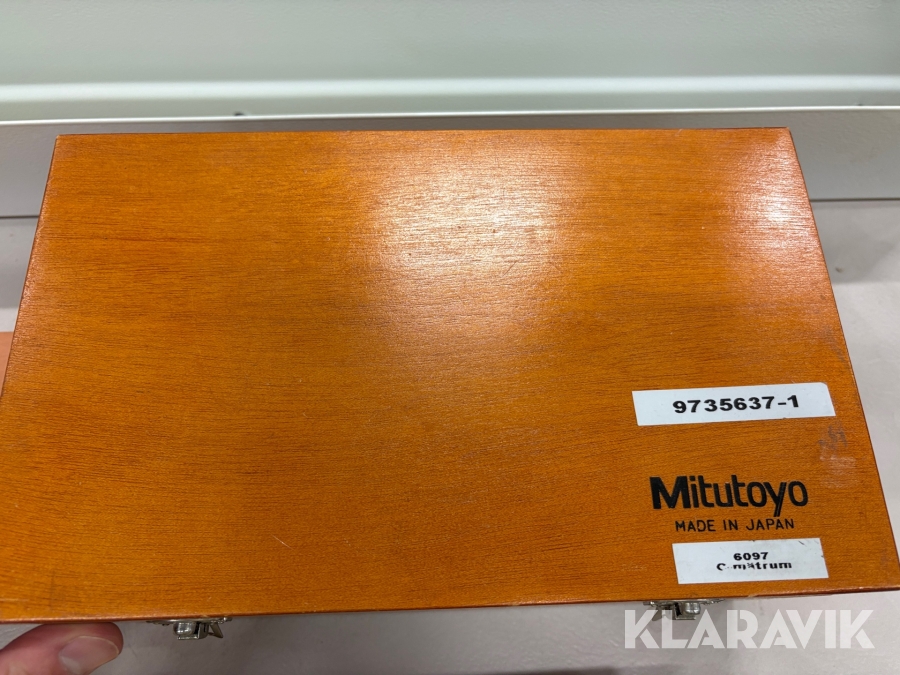 9735637-1
Mitutoyo
MADE IN JAPAN
6097
KLARAVIK